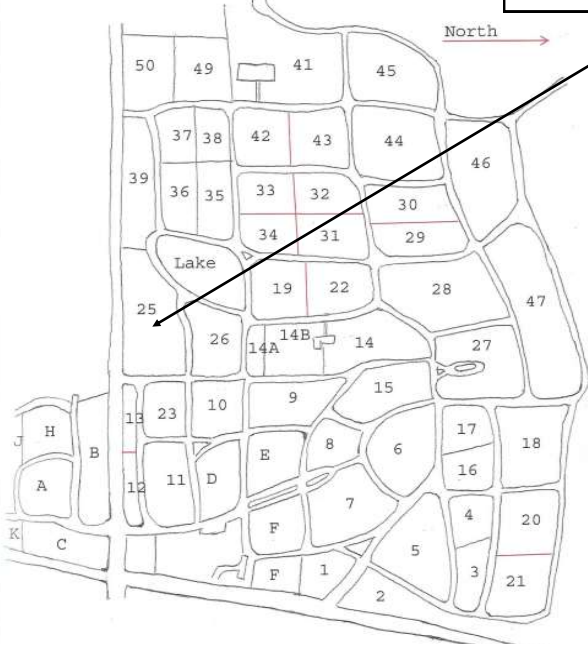 North
50 49 41 45
37 38 42 43 44 46
39 36 35 33 32 30
34 31 29
Lake
25 19 22 28 47
26 14A 14B 14 27
13 23 10 9 15
H B 8 6 17 18
J E 16
A 12 11 D 7
K C F 5 4 20
F 1 3 21
2